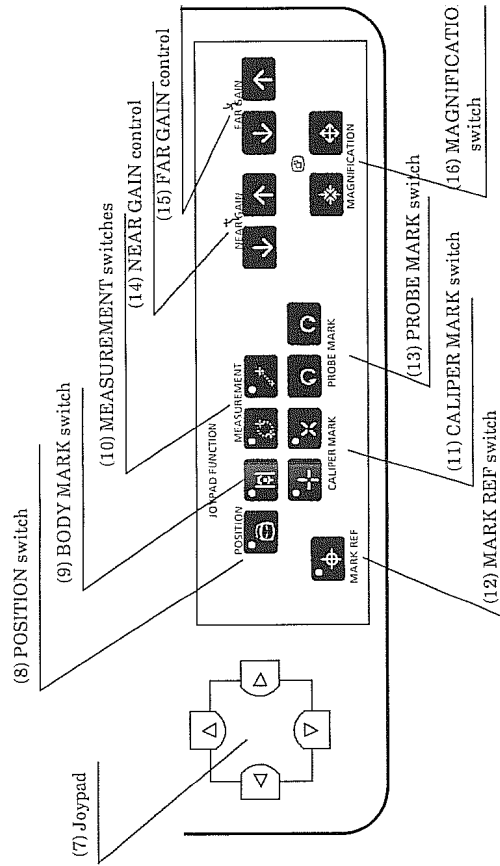 (7) Joypad
(8) POSITION switch
(9) BODY MARK switch
(10) MEASUREMENT switches
(14) NEAR GAIN control
(15) FAR GAIN control
JOYPAD FUNCTION
POSITION
MEASUREMENT
NEAR GAIN
FAR GAIN
MARK REF
CALIPER MARK
PROBE MARK
MAGNIFICATION
(12) MARK REF switch
(11) CALIPER MARK switch
(13) PROBE MARK switch
(16) MAGNIFICATIO
switch